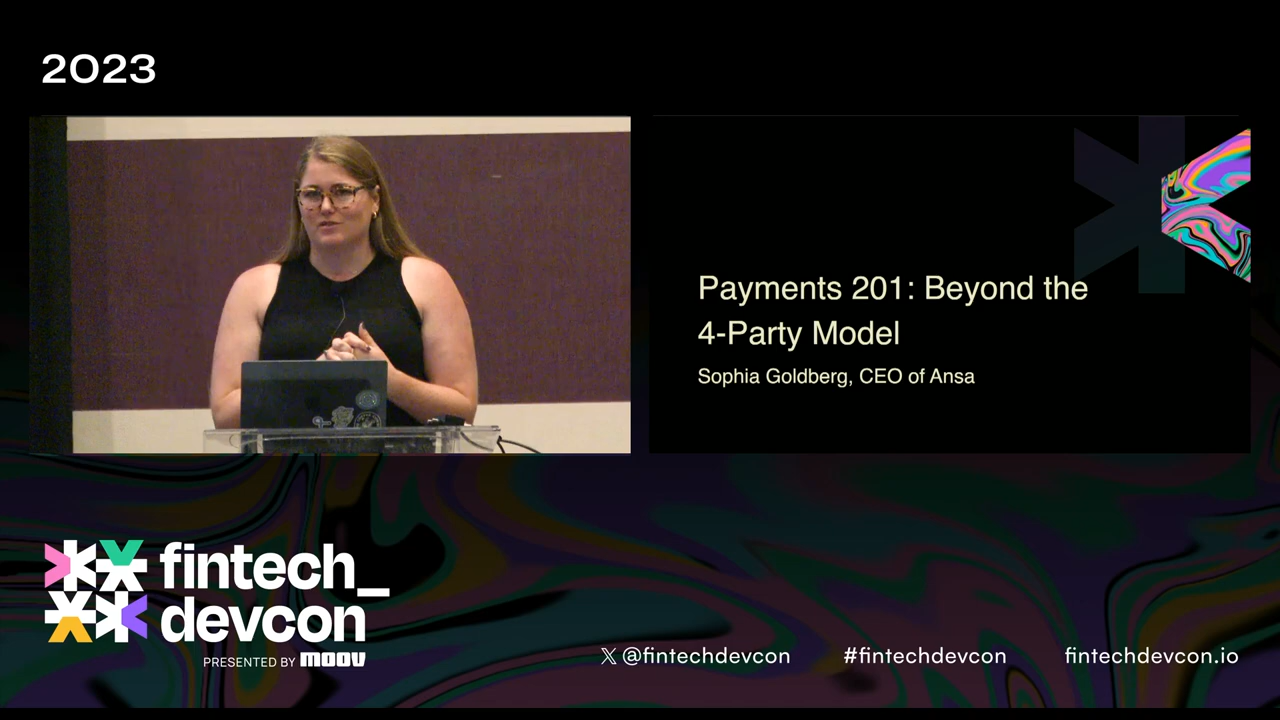 2023
Payments 201: Beyond the
4-Party Model
Sophia Goldberg, CEO of Ansa
fintech_
devcon
PRESENTED BY moov
𝕏 @fintechdevcon
#fintechdevcon
fintechdevcon.io